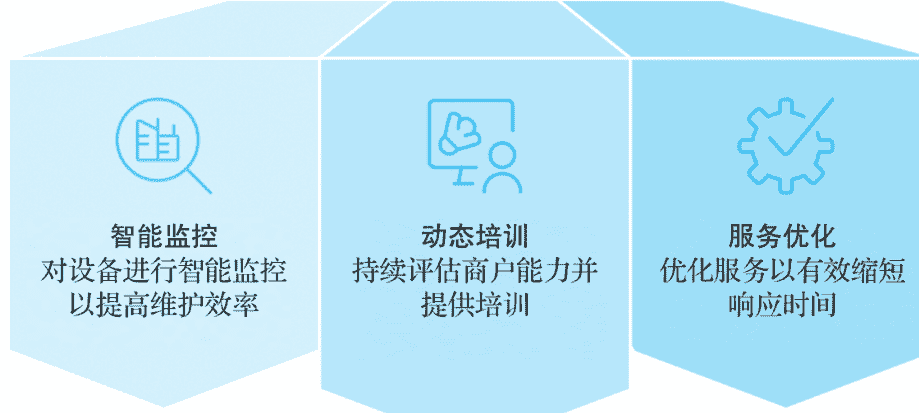 智能监控
对设备进行智能监控
以提高维护效率
动态培训
持续评估商户能力并
提供培训
服务优化
优化服务以有效缩短
响应时间